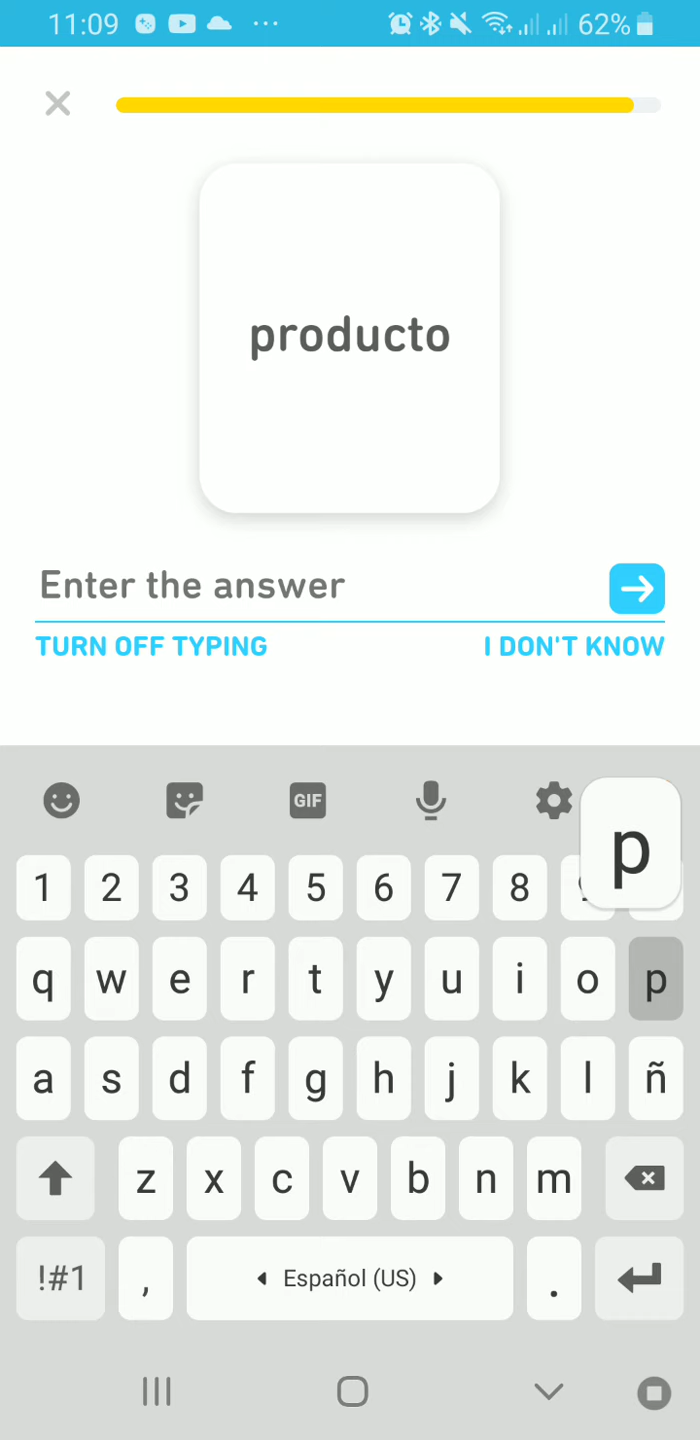 11:09 62%
producto
Enter the answer
TURN OFF TYPING I DON'T KNOW
GIF
p
1 2 3 4 5 6 7 8
q w e r t y u i o p
a s d f g h j k l ñ
z x c v b n m
!#1 , Español (US) .